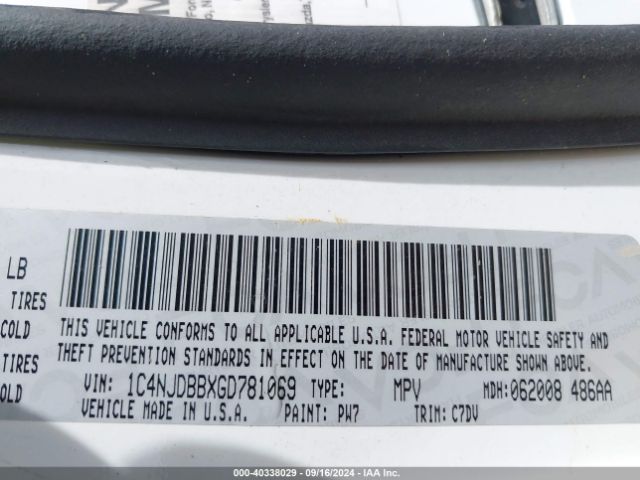 LB
TIRES
COLD
TIRES
COLD
THIS VEHICLE CONFORMS TO ALL APPLICABLE U.S.A. FEDERAL MOTOR VEHICLE SAFETY AND
THEFT PREVENTION STANDARDS IN EFFECT ON THE DATE OF MANUFACTURE SHOWN ABOVE.
VIN: 1C4NJDBBXGD781069 TYPE: MPV MDH:062008 486AA
VEHICLE MADE IN U.S.A. PAINT: PW7 TRIM: C7DV
000-40338029 - 09/16/2024 - IAA Inc.